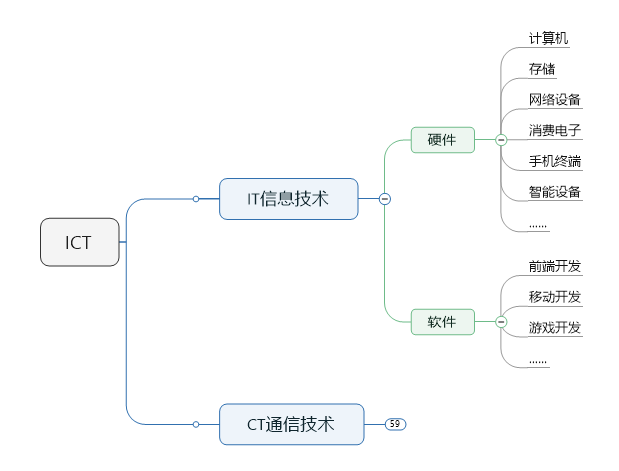 ICT
IT信息技术
硬件
计算机
存储
网络设备
消费电子
手机终端
智能设备
......
软件
前端开发
移动开发
游戏开发
......
CT通信技术
59